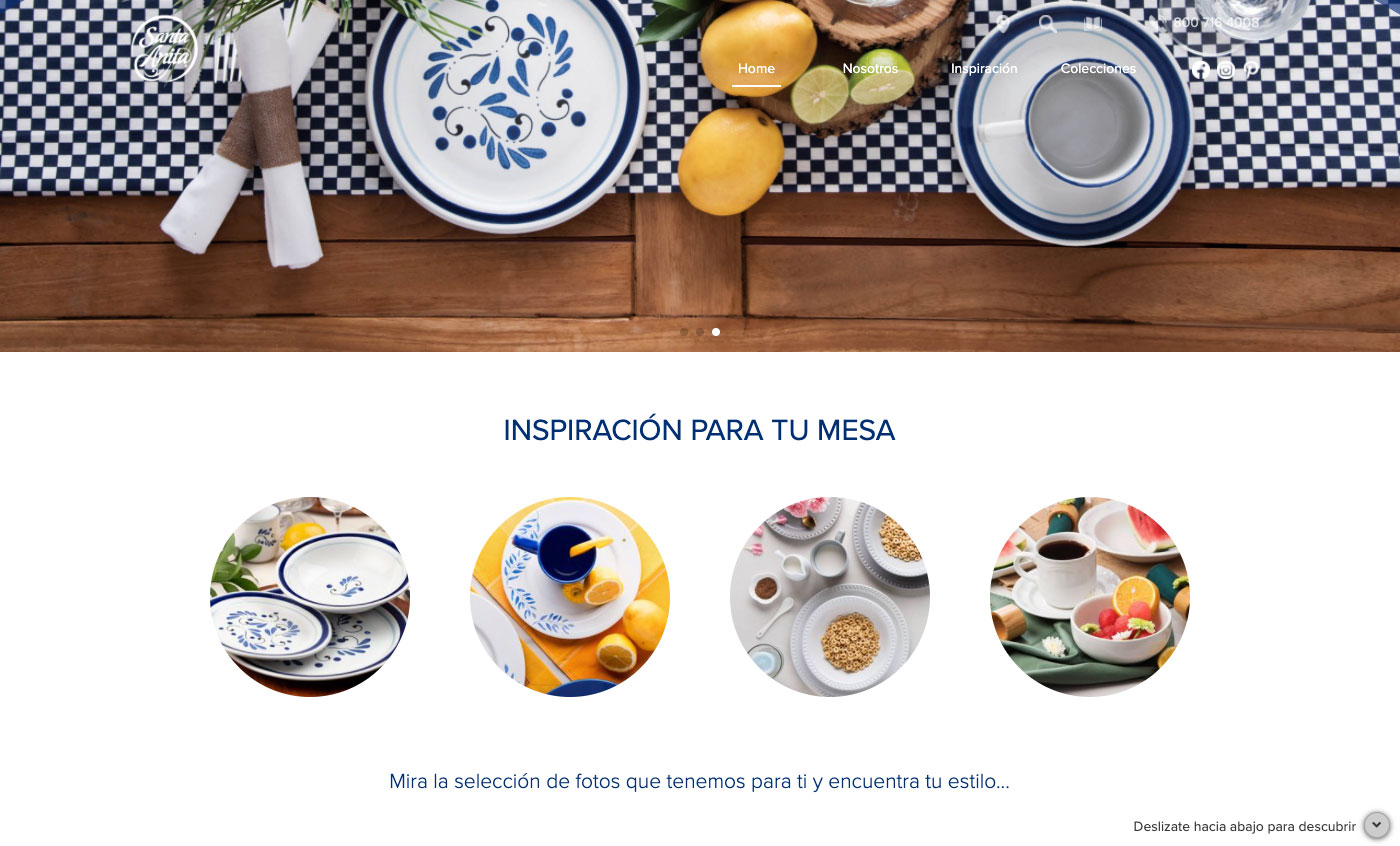 Santa
Anita
800 716 4008
Home
Nosotros
Inspiración
Colecciones
INSPIRACIÓN PARA TU MESA
Mira la selección de fotos que tenemos para ti y encuentra tu estilo...
Deslizate hacia abajo para descubrir